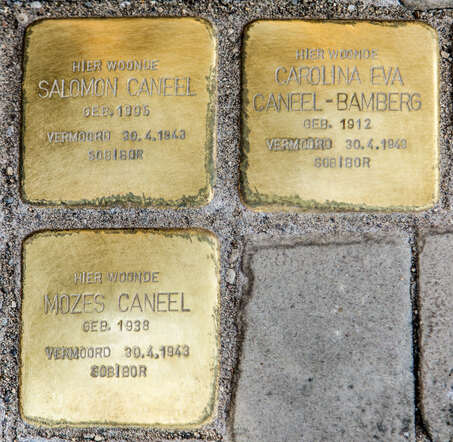 HIER WOONDE
SALOMON CANEEL
GEB. 1905
VERMOORD 30.4.1943
SOBIBOR
HIER WOONDE
CAROLINA EVA
CANEEL-BAMBERG
GEB. 1912
VERMOORD 30.4.1943
SOBIBOR
HIER WOONDE
MOZES CANEEL
GEB. 1938
VERMOORD 30.4.1943
SOBIBOR